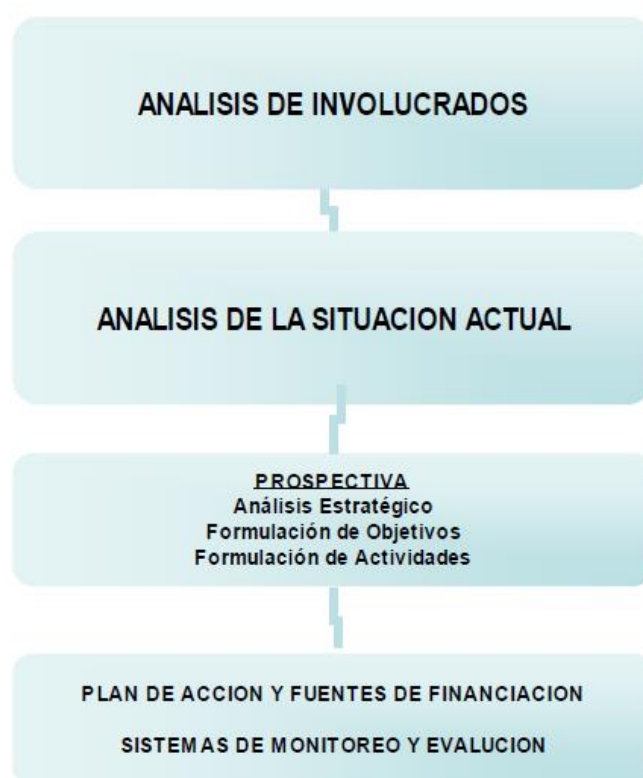 ANALISIS DE INVOLUCRADOS
ANALISIS DE LA SITUACION ACTUAL
PROSPECTIVA
Análisis Estratégico
Formulación de Objetivos
Formulación de Actividades
PLAN DE ACCION Y FUENTES DE FINANCIACION
SISTEMAS DE MONITOREO Y EVALUCION